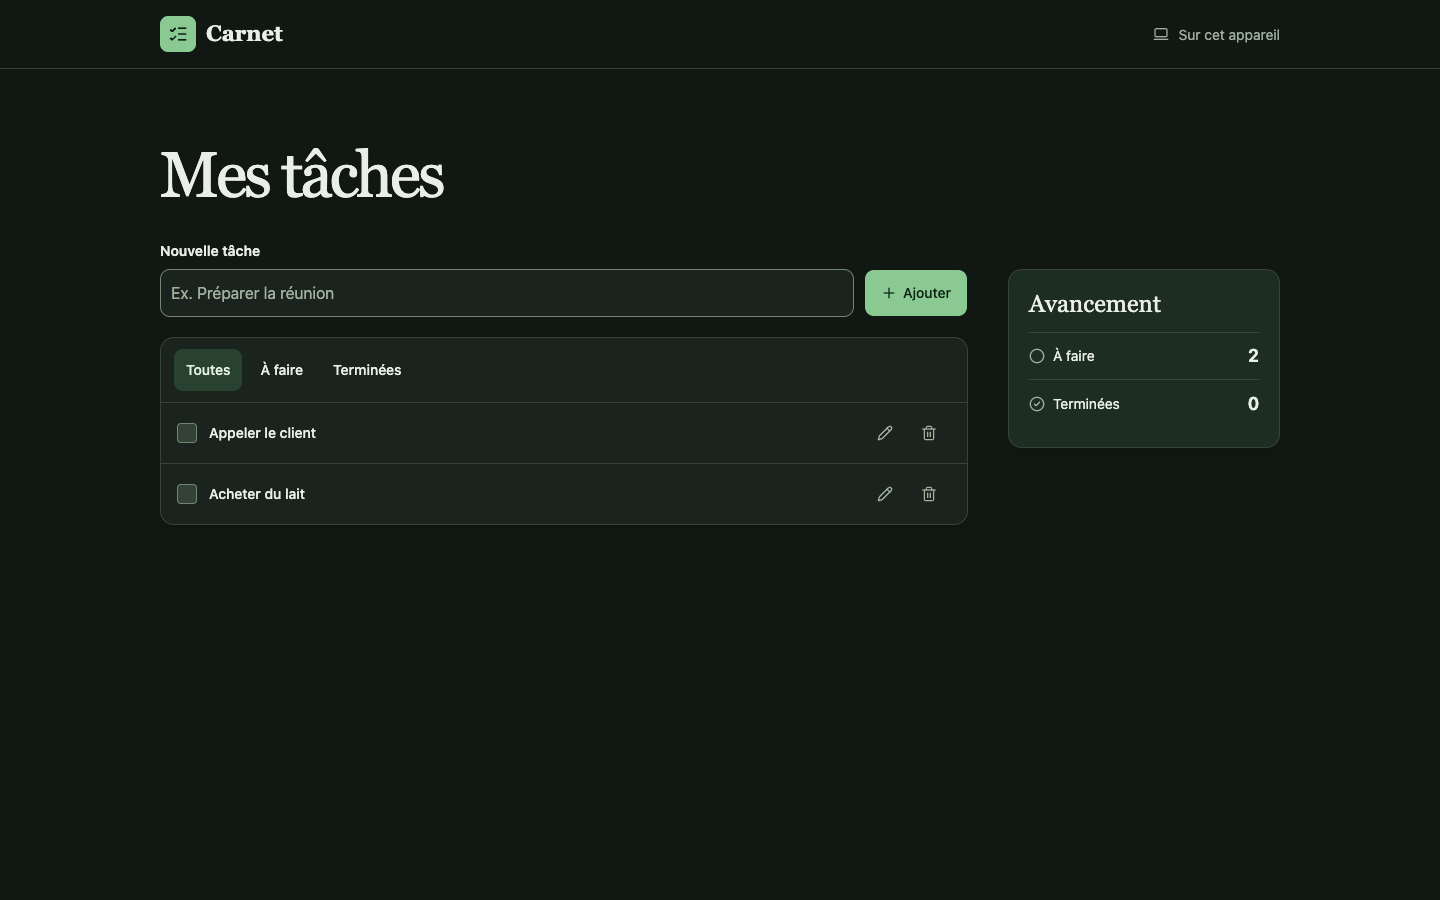 Carnet
Sur cet appareil
Mes tâches
Nouvelle tâche
Ex. Préparer la réunion
Ajouter
Toutes
À faire
Terminées
Appeler le client
Acheter du lait
Avancement
À faire 2
Terminées 0